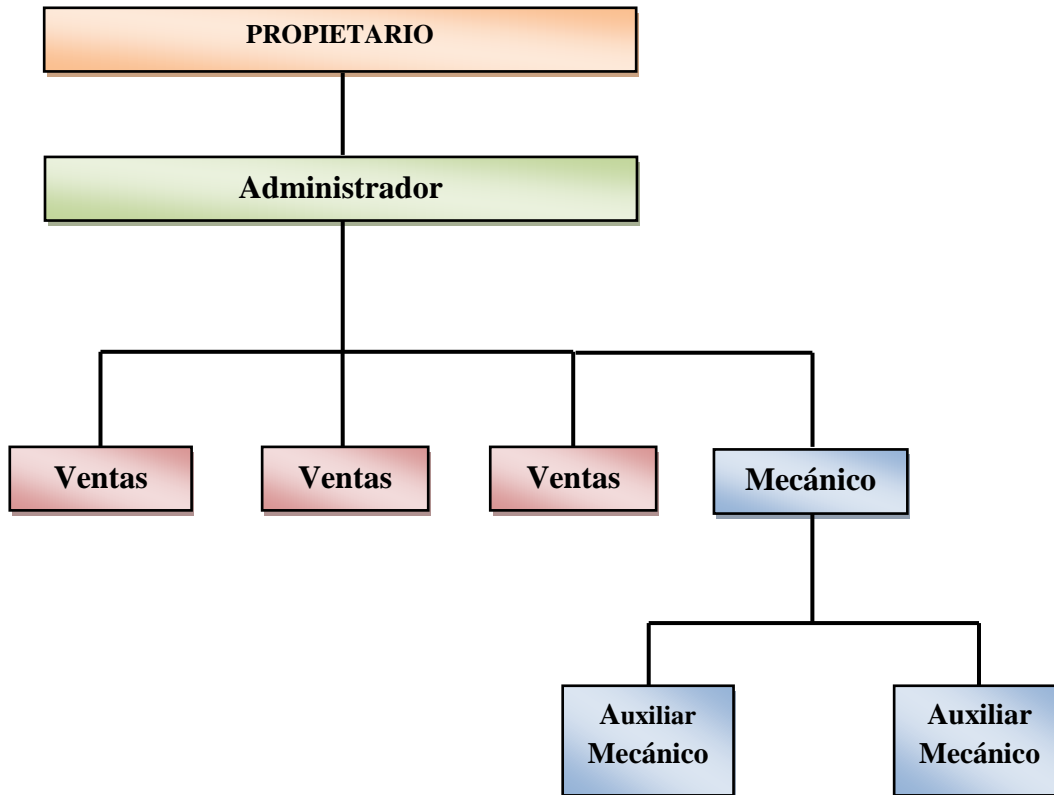 PROPIETARIO
Administrador
Ventas
Ventas
Ventas
Mecánico
Auxiliar
Mecánico
Auxiliar
Mecánico